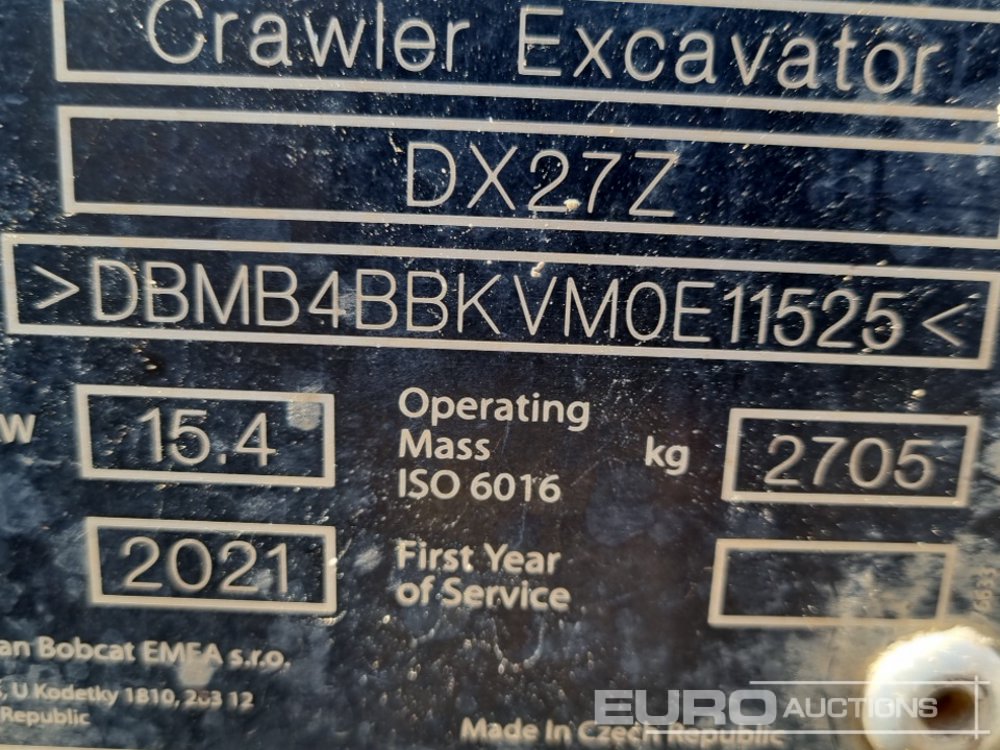 Crawler Excavator
DX27Z
>DBMB4BBKVM0E11525<
W 15.4 Operating Mass ISO 6016 kg 2705
2021 First Year of Service
an Bobcat EMEA s.r.o.
, U Kodetky 1810, 263 12
Republic
Made In Czech Republic
EURO AUCTIONS